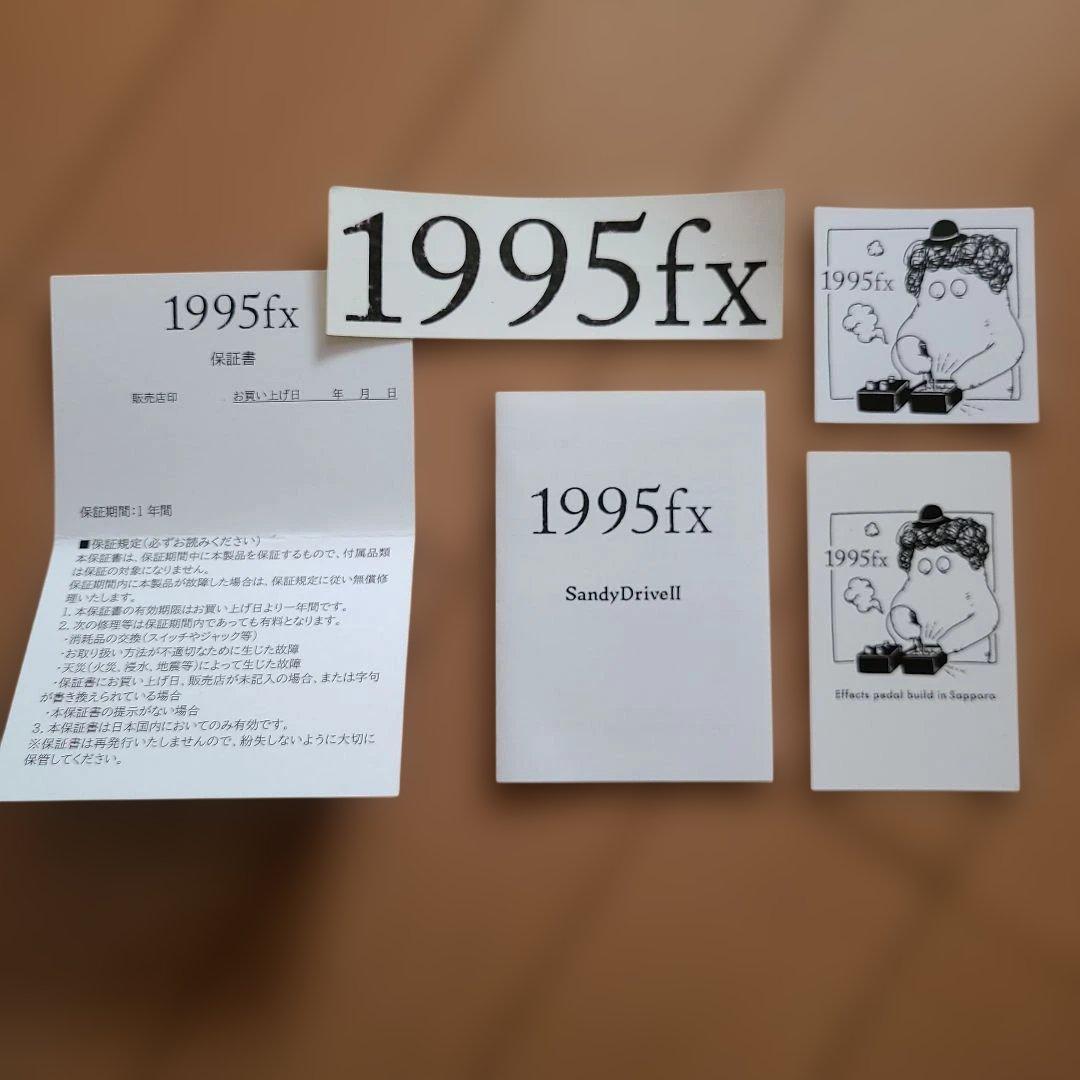 1995fx
保証書
販売店印 お買い上げ日 年 月 日
保証期間:1年間
■保証規定(必ずお読みください)
本保証書は、保証期間中に本製品を保証するもので、付属品類
は保証の対象になりません。
保証期間内に本製品が故障した場合は、保証規定に従い無償修
理いたします。
1. 本保証書の有効期限はお買い上げ日より一年間です。
2. 次の修理等は保証期間内であっても有料となります。
・消耗品の交換(スイッチやジャック等)
・お取り扱い方法が不適切なために生じた故障
・天災(火災、浸水、地震等)によって生じた故障
・保証書にお買い上げ日、販売店が未記入の場合、または字句
が書き換えられている場合
・本保証書の提示がない場合
3. 本保証書は日本国内においてのみ有効です。
※保証書は再発行いたしませんので、紛失しないように大切に
保管してください。
1995fx
1995fx
SandyDriveII
1995fx
1995fx
Effects pedal build in Sapporo